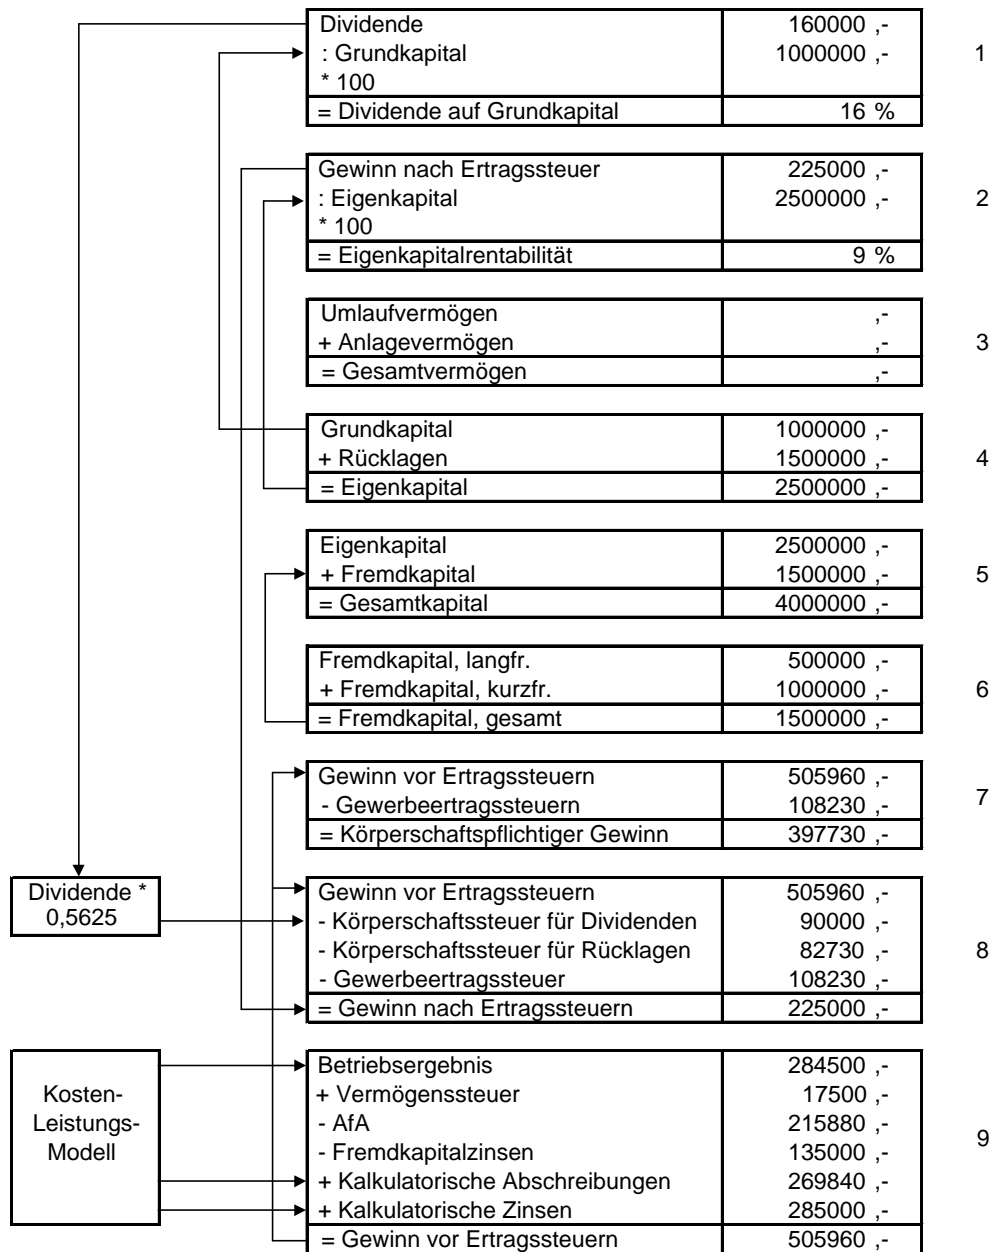 Dividende 160000 ,-
: Grundkapital 1000000 ,- 1
* 100
= Dividende auf Grundkapital 16 %
Gewinn nach Ertragssteuer 225000 ,-
: Eigenkapital 2500000 ,- 2
* 100
= Eigenkapitalrentabilität 9 %
Umlaufvermögen ,-
+ Anlagevermögen ,- 3
= Gesamtvermögen ,-
Grundkapital 1000000 ,-
+ Rücklagen 1500000 ,- 4
= Eigenkapital 2500000 ,-
Eigenkapital 2500000 ,-
+ Fremdkapital 1500000 ,- 5
= Gesamtkapital 4000000 ,-
Fremdkapital, langfr. 500000 ,-
+ Fremdkapital, kurzfr. 1000000 ,- 6
= Fremdkapital, gesamt 1500000 ,-
Gewinn vor Ertragssteuern 505960 ,-
- Gewerbeertragssteuern 108230 ,- 7
= Körperschaftspflichtiger Gewinn 397730 ,-
Dividende *
0,5625
Gewinn vor Ertragssteuern 505960 ,-
- Körperschaftssteuer für Dividenden 90000 ,-
- Körperschaftssteuer für Rücklagen 82730 ,- 8
- Gewerbeertragssteuer 108230 ,-
= Gewinn nach Ertragssteuern 225000 ,-
Kosten-
Leistungs-
Modell
Betriebsergebnis 284500 ,-
+ Vermögenssteuer 17500 ,-
- AfA 215880 ,-
- Fremdkapitalzinsen 135000 ,- 9
+ Kalkulatorische Abschreibungen 269840 ,-
+ Kalkulatorische Zinsen 285000 ,-
= Gewinn vor Ertragssteuern 505960 ,-